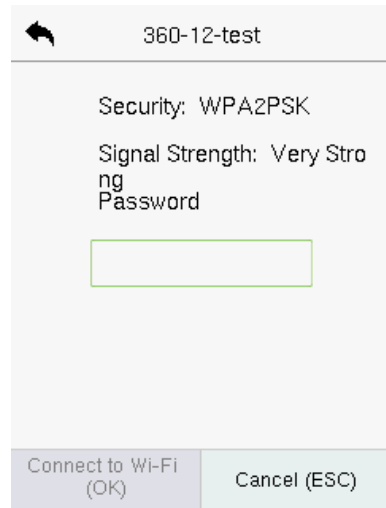 360-12-test
Security: WPA2PSK
Signal Strength: Very Stro
ng
Password
Connect to Wi-Fi
(OK)
Cancel (ESC)